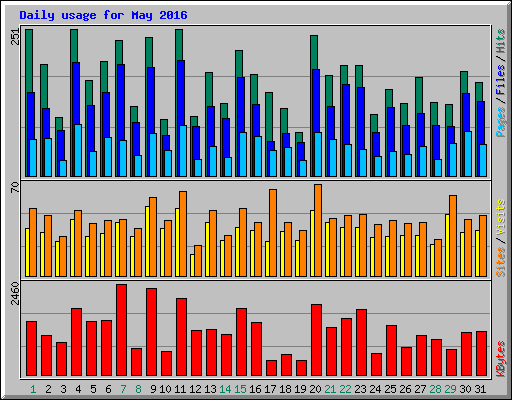 Daily usage for May 2016
251
Pages / Files / Hits
70
Sites / Visits
2460
KBytes
1 2 3 4 5 6 7 8 9 10 11 12 13 14 15 16 17 18 19 20 21 22 23 24 25 26 27 28 29 30 31